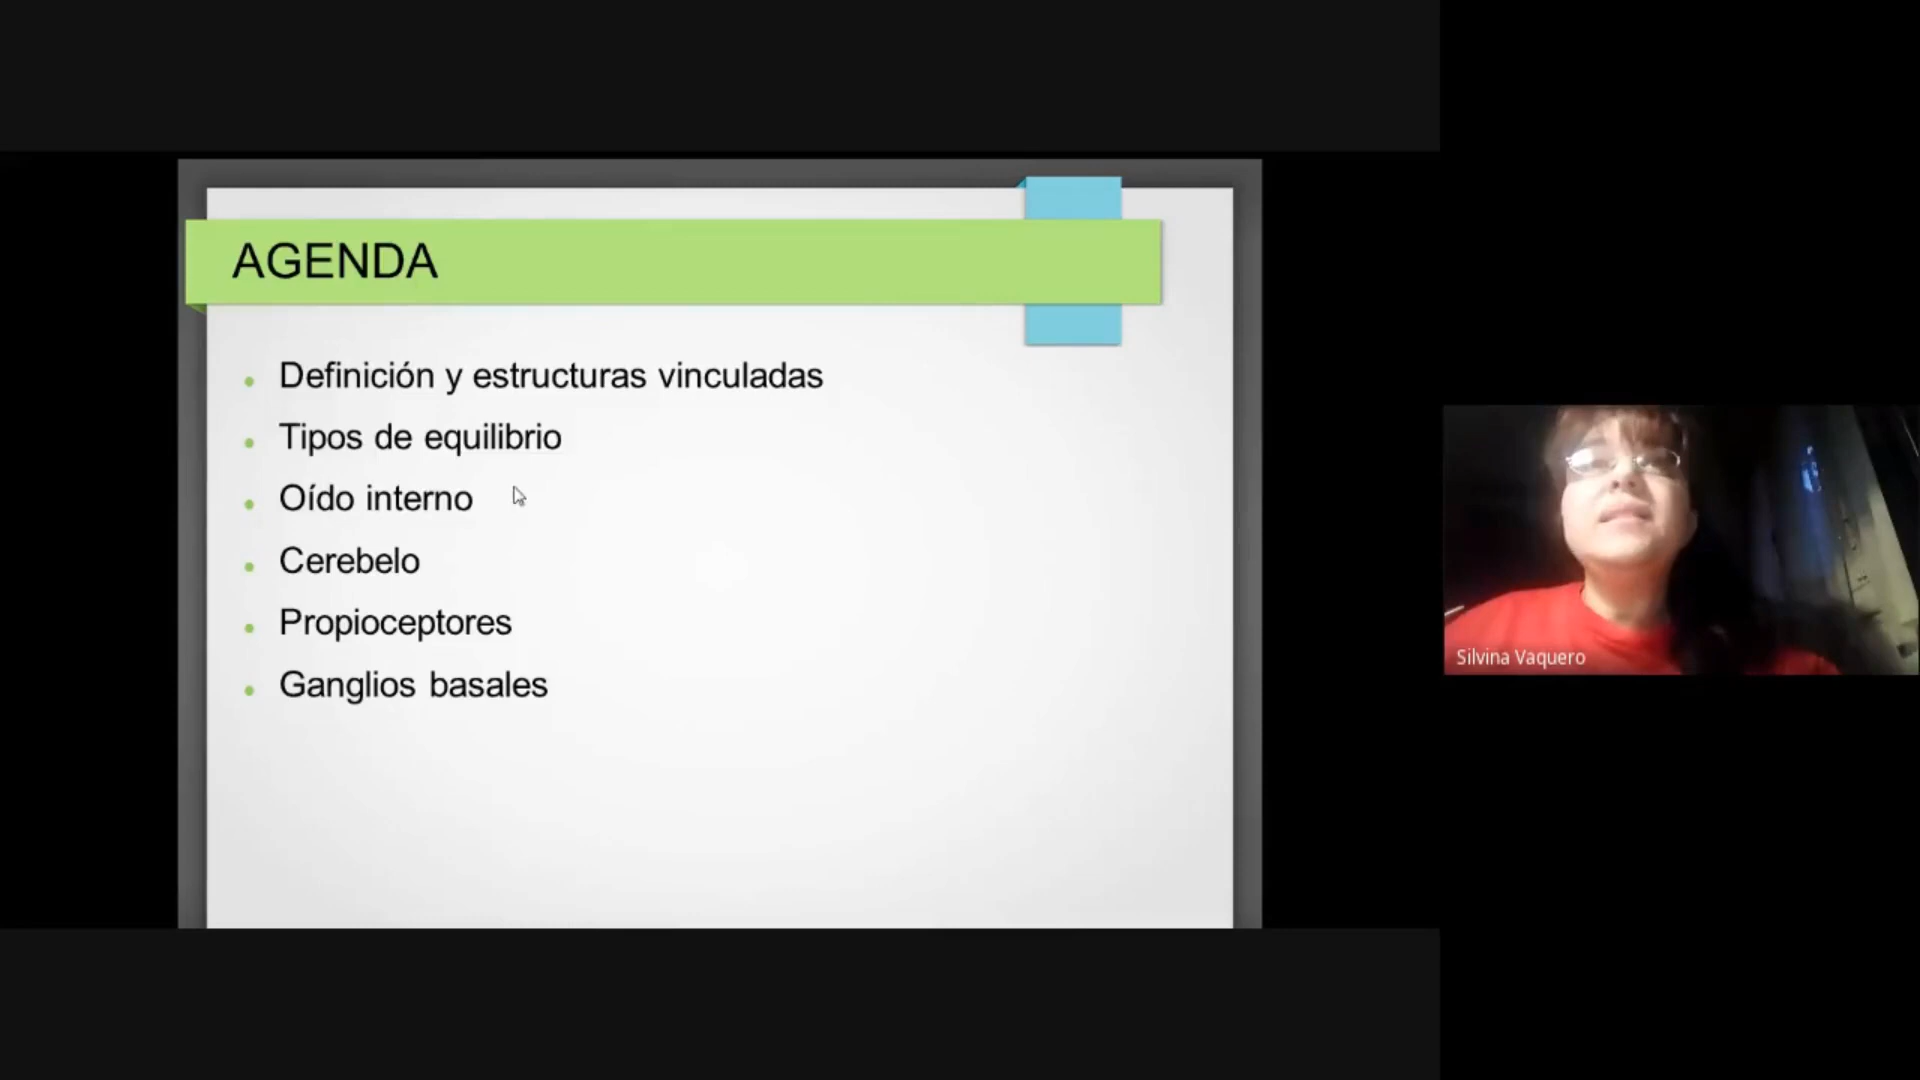 AGENDA
Definición y estructuras vinculadas
Tipos de equilibrio
Oído interno
Cerebelo
Propioceptores
Ganglios basales
Silvina Vaquero